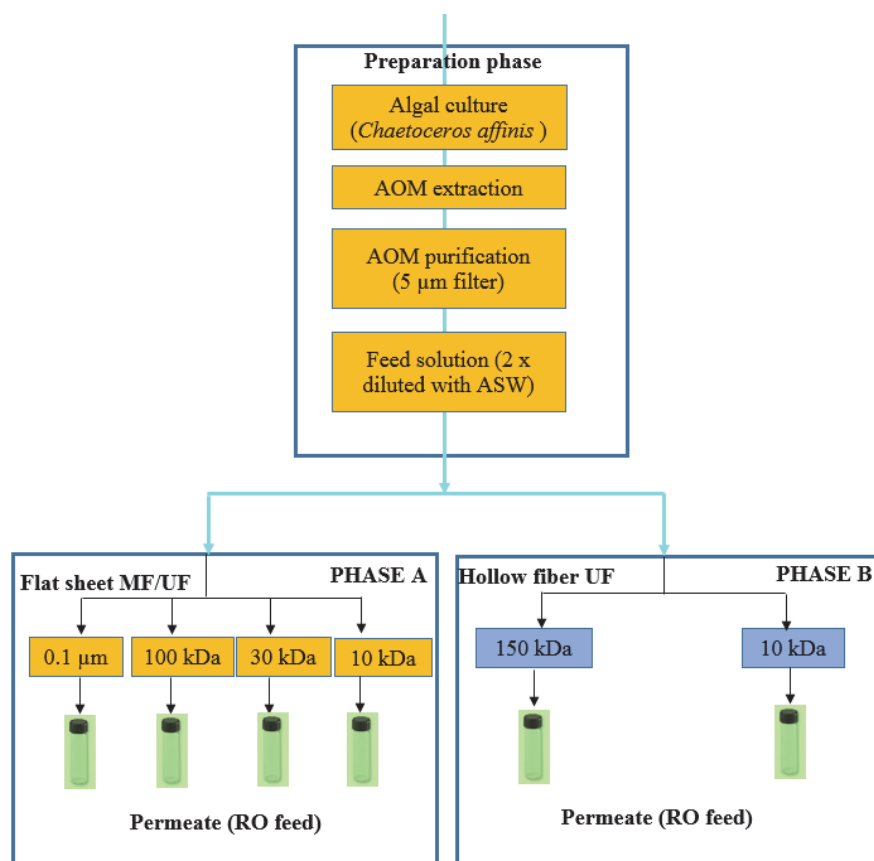 Preparation phase
Algal culture
(Chaetoceros affinis )
AOM extraction
AOM purification
(5 µm filter)
Feed solution (2 x
diluted with ASW)
Flat sheet MF/UF
PHASE A
0.1 µm
100 kDa
30 kDa
10 kDa
Permeate (RO feed)
Hollow fiber UF
PHASE B
150 kDa
10 kDa
Permeate (RO feed)